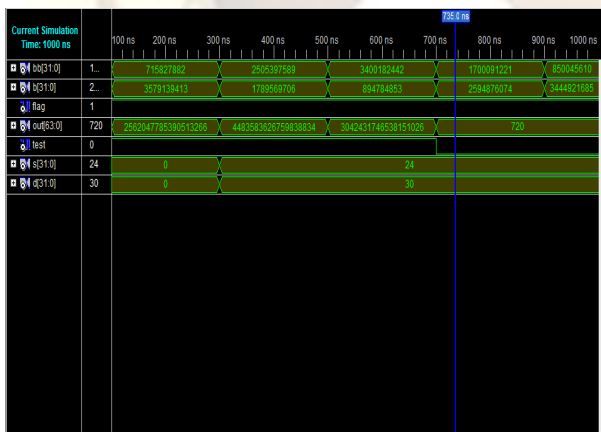 735.0 ns
Current Simulation
Time: 1000 ns
100 ns 200 ns 300 ns 400 ns 500 ns 600 ns 700 ns 800 ns 900 ns 1000 ns
bb[31:0] 1... 715827882 2505397589 3400182442 1700091221 850045610
b[31:0] 2... 3579139413 1789569706 894784853 2594876074 3444921685
flag 1
out[63:0] 720 2562047785390513266 4483583626759838834 3042431746538151026 720
test 0
s[31:0] 24 0 24
d[31:0] 30 0 30